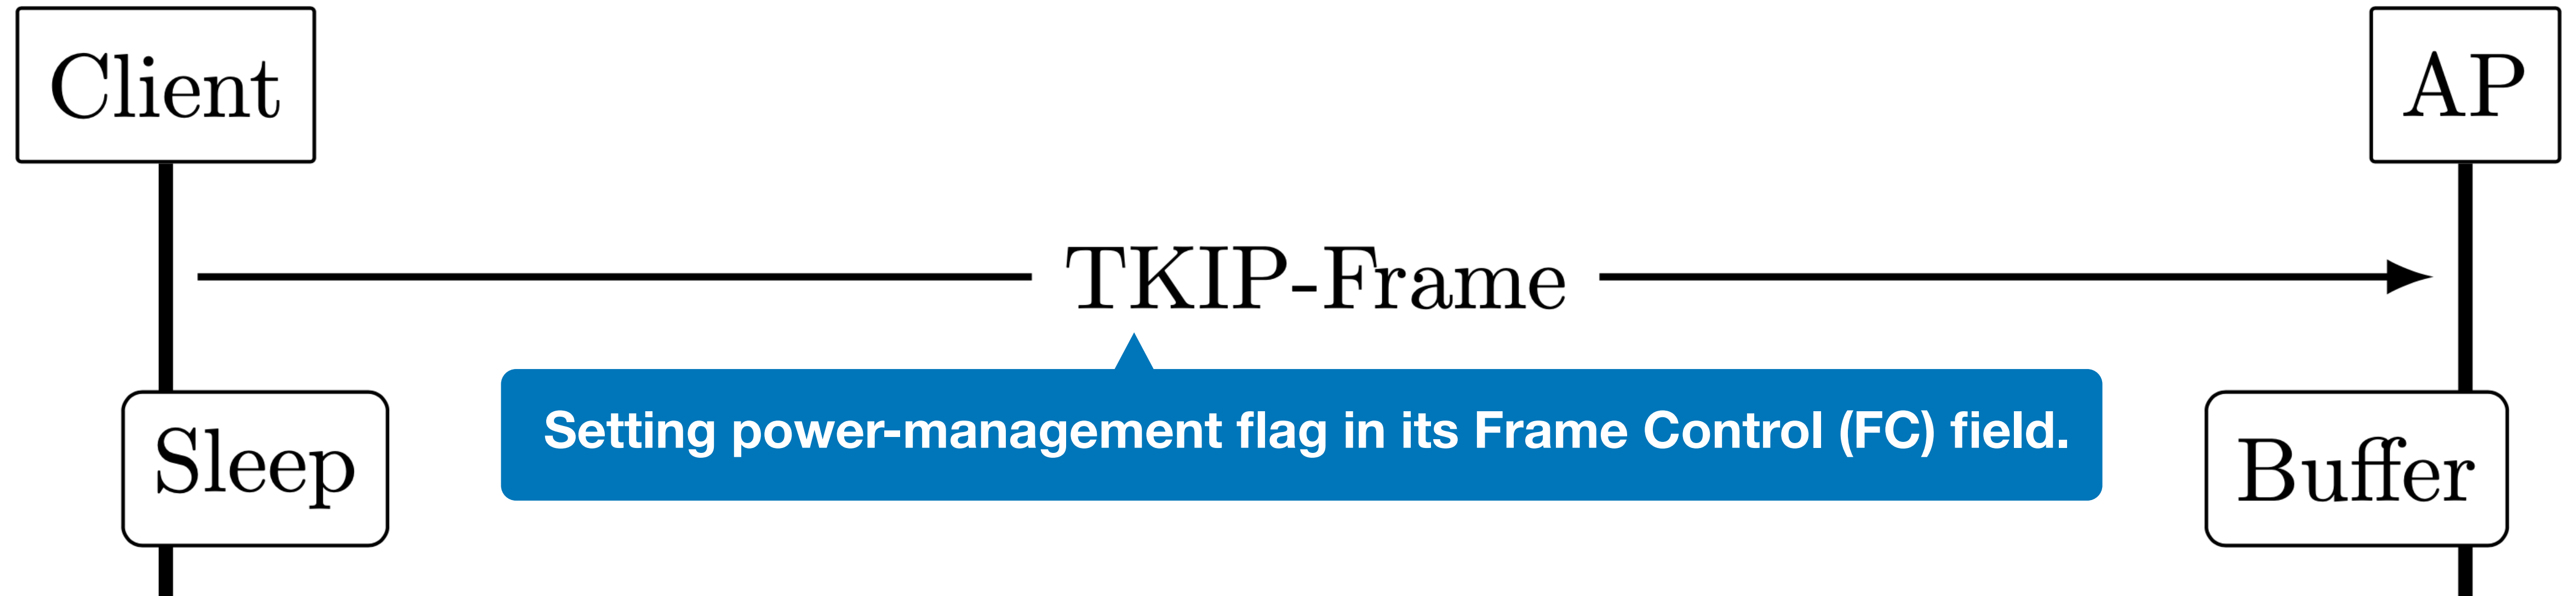 Client
AP
TKIP-Frame
Setting power-management flag in its Frame Control (FC) field.
Sleep
Buffer